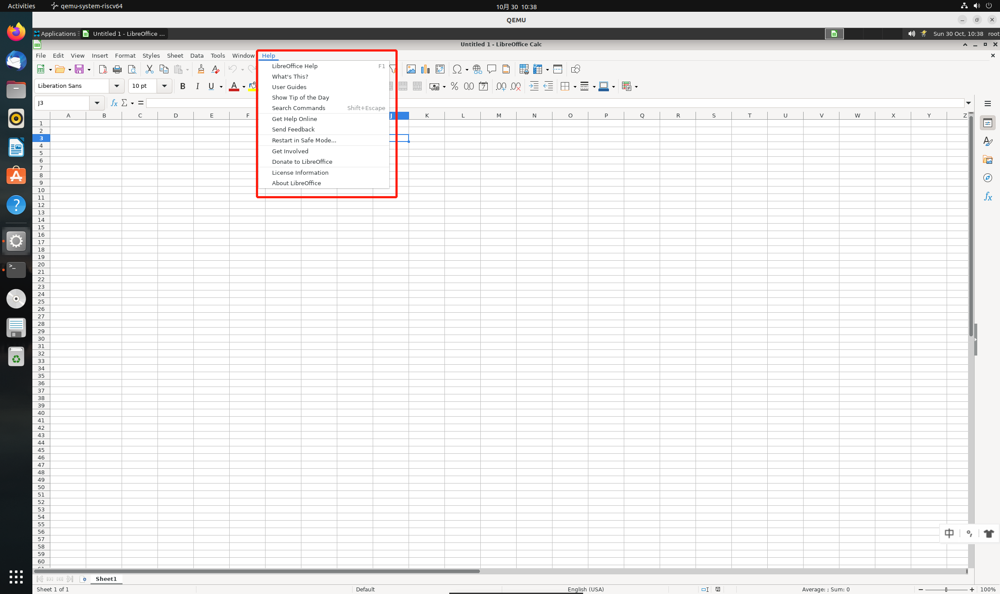 Activities qemu-system-riscv64 10月 30 10:38
QEMU
Applications Untitled 1 - LibreOffice ... Sun 30 Oct, 10:38 root
Untitled 1 - LibreOffice Calc
File Edit View Insert Format Styles Sheet Data Tools Window Help
LibreOffice Help F1
What's This?
User Guides
Show Tip of the Day
Search Commands Shift+Escape
Get Help Online
Send Feedback
Restart in Safe Mode...
Get Involved
Donate to LibreOffice
License Information
About LibreOffice
Liberation Sans 10 pt B I U A % 0.0 7 .00 .00
J3 fx Σ =
A B C D E F J K L M N O P Q R S T U V W X Y Z
1
2
3
4
5
6
7
8
9
10
11
12
13
14
15
16
17
18
19
20
21
22
23
24
25
26
27
28
29
30
31
32
33
34
35
36
37
38
39
40
41
42
43
44
45
46
47
48
49
50
51
52
53
54
55
56
57
58
59
60
中
Sheet1
Sheet 1 of 1 Default English (USA) Average: ; Sum: 0 100%